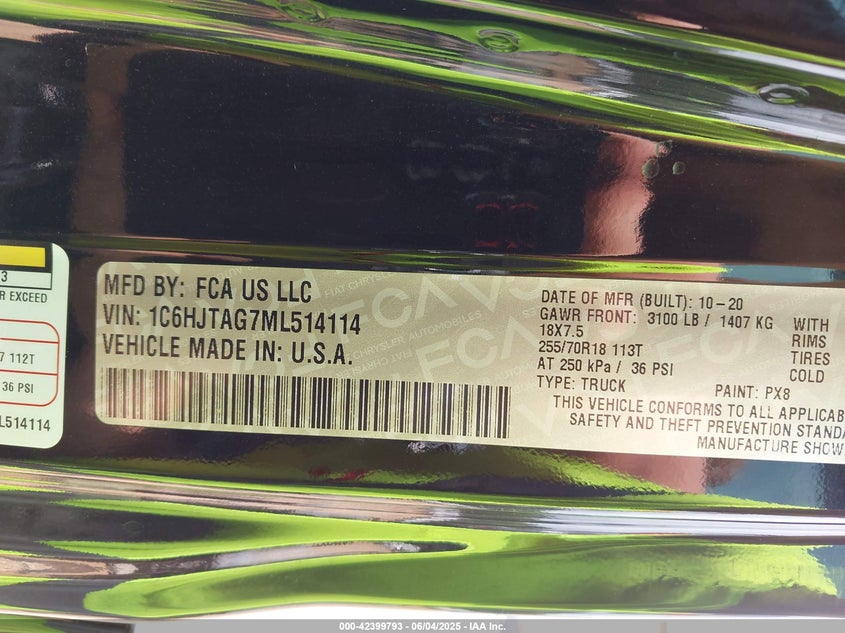 3
R EXCEED
7 112T
36 PSI
L514114
MFD BY: FCA US LLC
VIN: 1C6HJTAG7ML514114
VEHICLE MADE IN: U.S.A.
DATE OF MFR (BUILT): 10-20
GAWR FRONT: 3100 LB / 1407 KG WITH
18X7.5 RIMS
255/70R18 113T TIRES
AT 250 kPa / 36 PSI COLD
TYPE: TRUCK PAINT: PX8
THIS VEHICLE CONFORMS TO ALL APPLICAB
SAFETY AND THEFT PREVENTION STANDA
MANUFACTURE SHOW
000-42399793 - 06/04/2025 - IAA Inc.